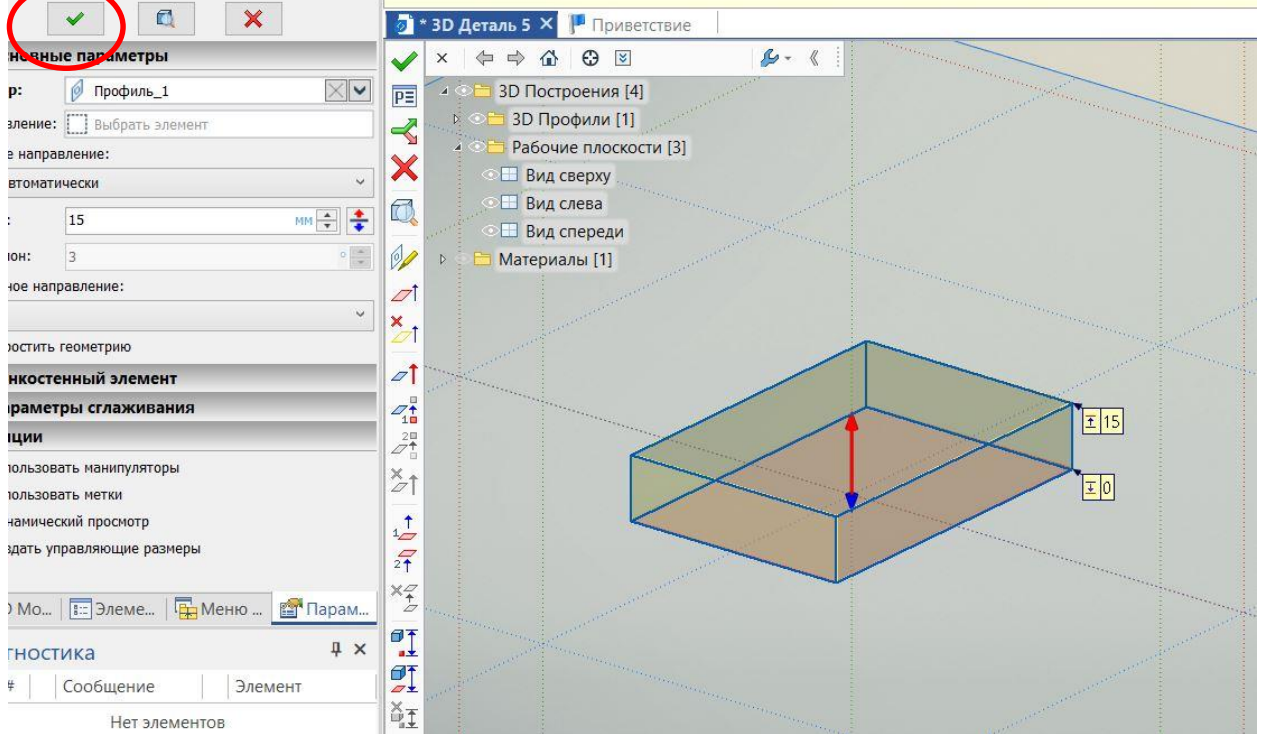 * 3D Деталь 5
Приветствие
новные параметры
р:
Профиль_1
вление:
Выбрать элемент
е направление:
втоматически
:
15
мм
он:
3
°
ное направление:
остить геометрию
нкостенный элемент
араметры сглаживания
ции
пользовать манипуляторы
пользовать метки
намический просмотр
здать управляющие размеры
Мо...
Элеме...
Меню ...
Парам...
гностика
#
Сообщение
Элемент
Нет элементов
3D Построения [4]
3D Профили [1]
Рабочие плоскости [3]
Вид сверху
Вид слева
Вид спереди
Материалы [1]
15
0